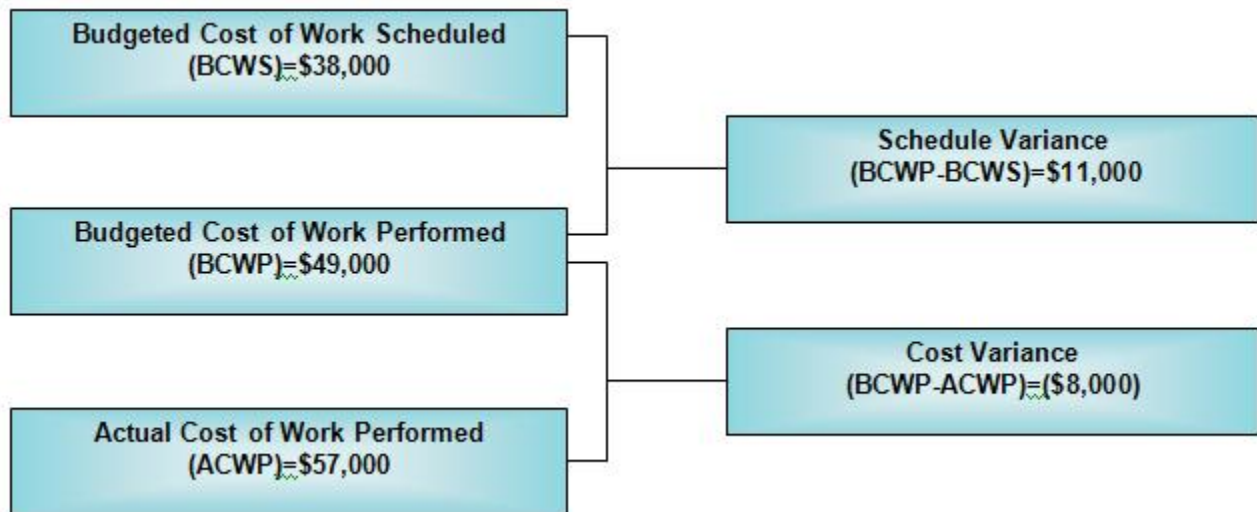 Budgeted Cost of Work Scheduled
(BCWS)=$38,000
Budgeted Cost of Work Performed
(BCWP)=$49,000
Actual Cost of Work Performed
(ACWP)=$57,000
Schedule Variance
(BCWP-BCWS)=$11,000
Cost Variance
(BCWP-ACWP)=($8,000)